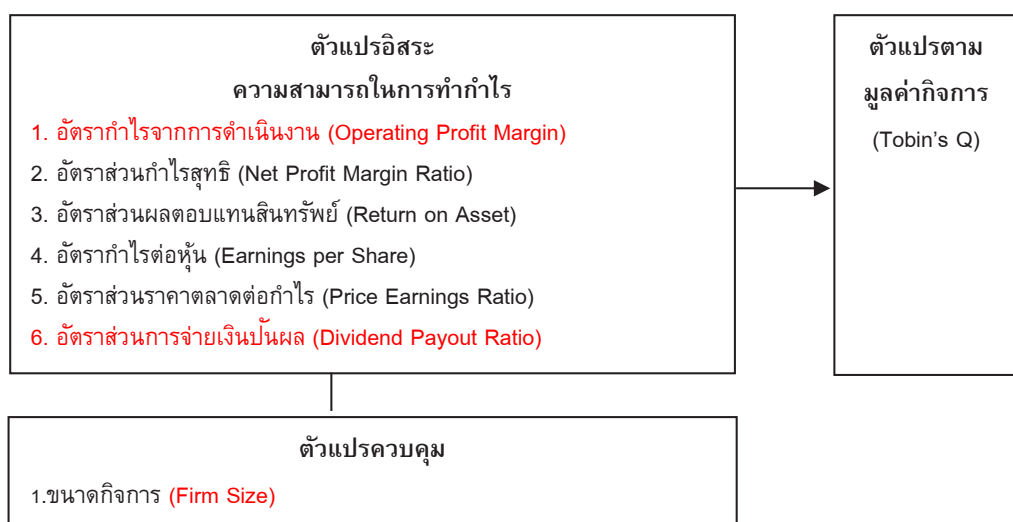 ตัวแปรอิสระ
ความสามารถในการทำกำไร
1. อัตรากำไรจากการดำเนินงาน (Operating Profit Margin)
2. อัตราส่วนกำไรสุทธิ (Net Profit Margin Ratio)
3. อัตราส่วนผลตอบแทนสินทรัพย์ (Return on Asset)
4. อัตรากำไรต่อหุ้น (Earnings per Share)
5. อัตราส่วนราคาตลาดต่อกำไร (Price Earnings Ratio)
6. อัตราส่วนการจ่ายเงินปันผล (Dividend Payout Ratio)
ตัวแปรตาม
มูลค่ากิจการ
(Tobin's Q)
ตัวแปรควบคุม
1.ขนาดกิจการ (Firm Size)